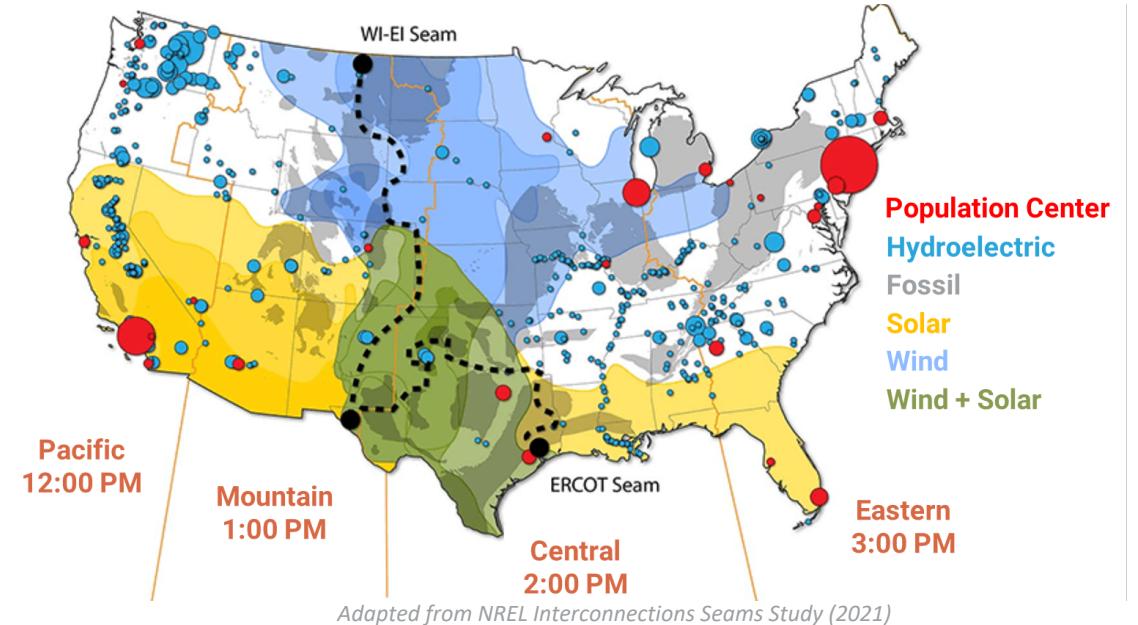 WI-EI Seam
Population Center
Hydroelectric
Fossil
Solar
Wind
Wind + Solar
Pacific
12:00 PM
Mountain
1:00 PM
ERCOT Seam
Central
2:00 PM
Eastern
3:00 PM
Adapted from NREL Interconnections Seams Study (2021)